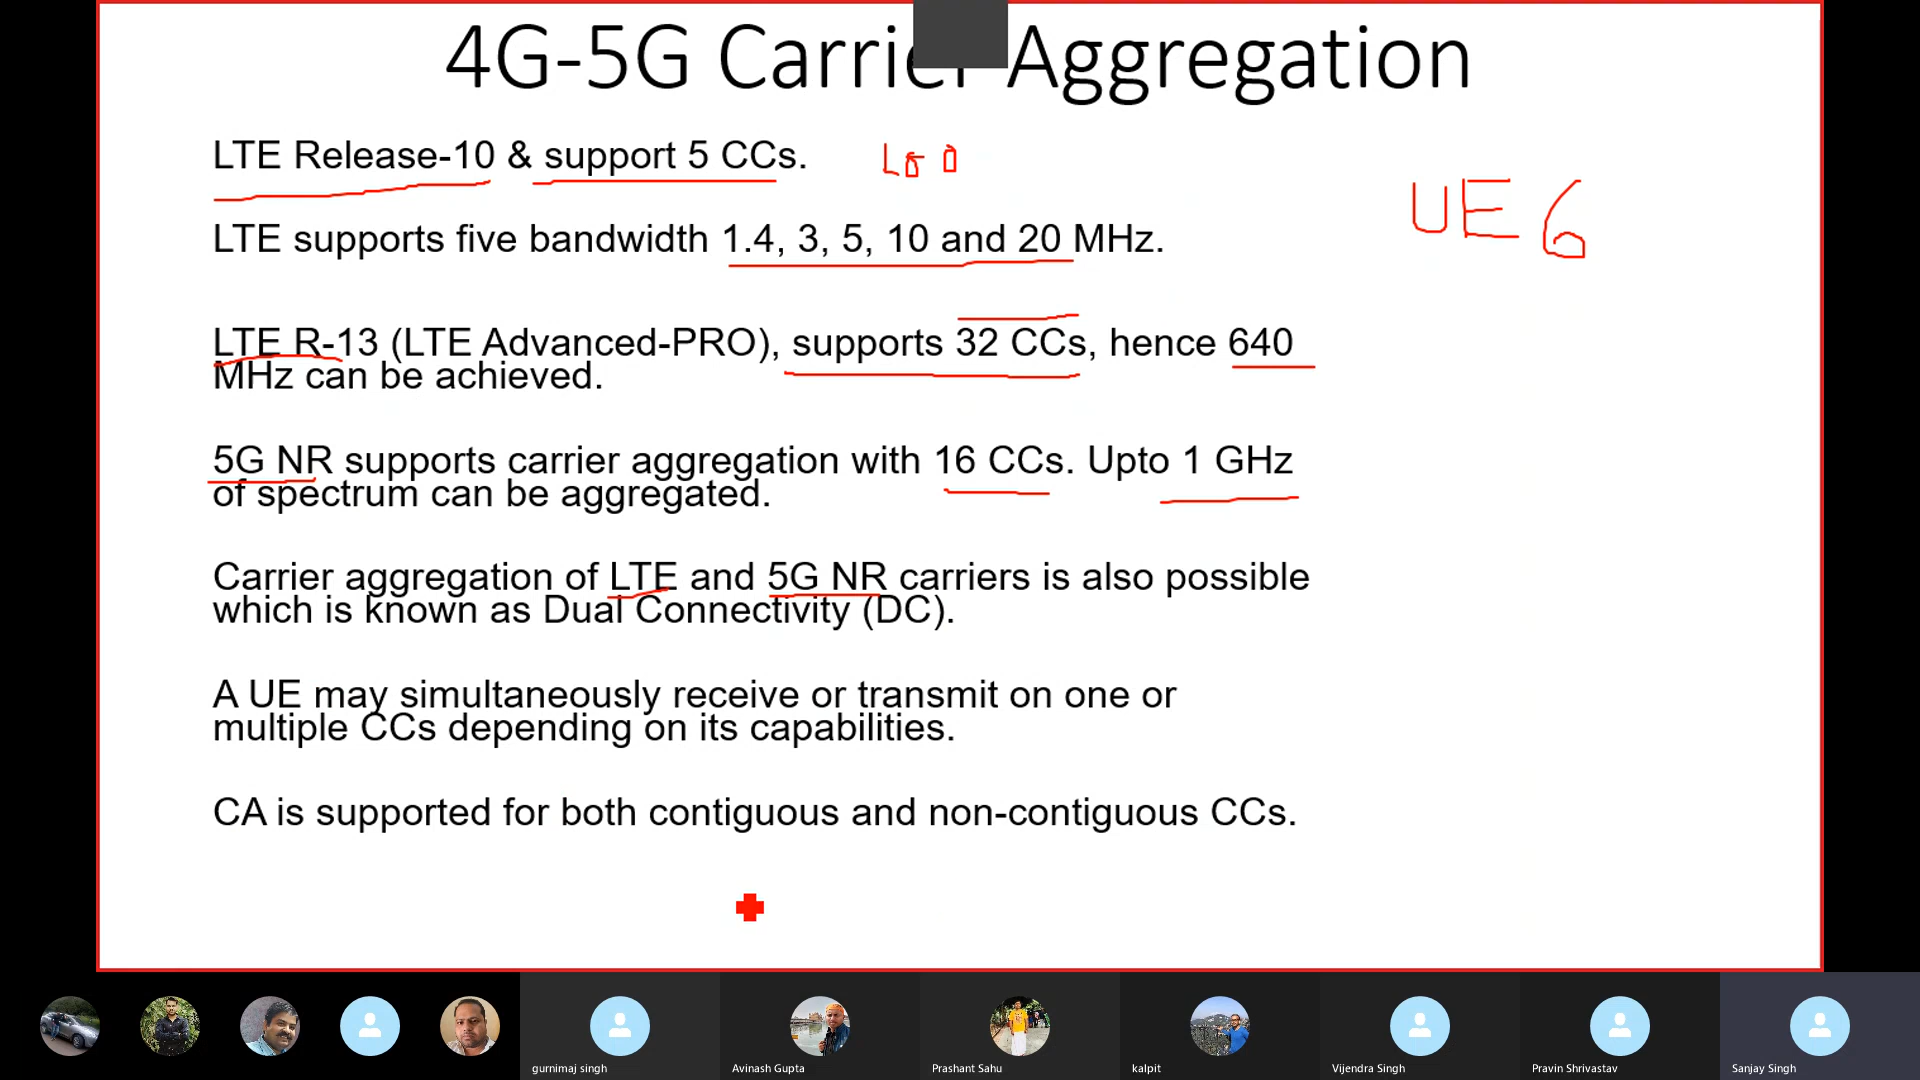 4G-5G Carrier Aggregation
LTE Release-10 & support 5 CCs.
UE 6
LTE supports five bandwidth 1.4, 3, 5, 10 and 20 MHz.
LTE R-13 (LTE Advanced-PRO), supports 32 CCs, hence 640
MHz can be achieved.
5G NR supports carrier aggregation with 16 CCs. Upto 1 GHz
of spectrum can be aggregated.
Carrier aggregation of LTE and 5G NR carriers is also possible
which is known as Dual Connectivity (DC).
A UE may simultaneously receive or transmit on one or
multiple CCs depending on its capabilities.
CA is supported for both contiguous and non-contiguous CCs.
gurnimaj singh
Avinash Gupta
Prashant Sahu
kalpit
Vijendra Singh
Pravin Shrivastav
Sanjay Singh